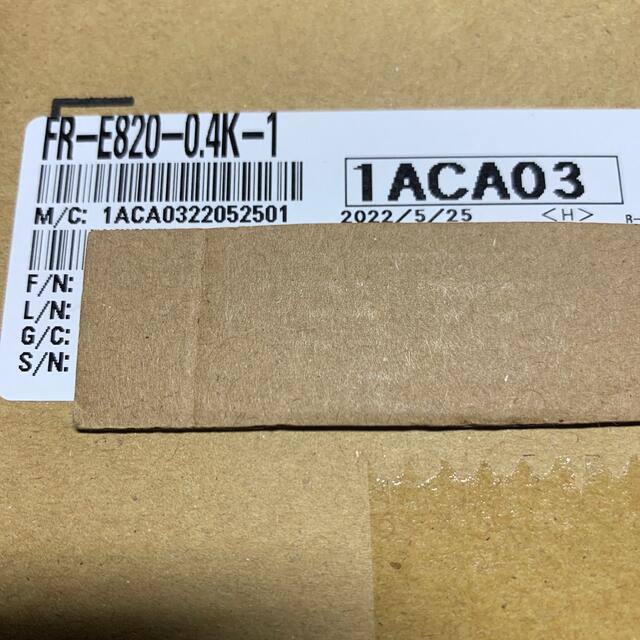 FR-E820-0.4K-1
1ACA03
M/C: 1ACA0322052501
2022/5/25 <H>
F/N:
L/N:
G/C:
S/N: